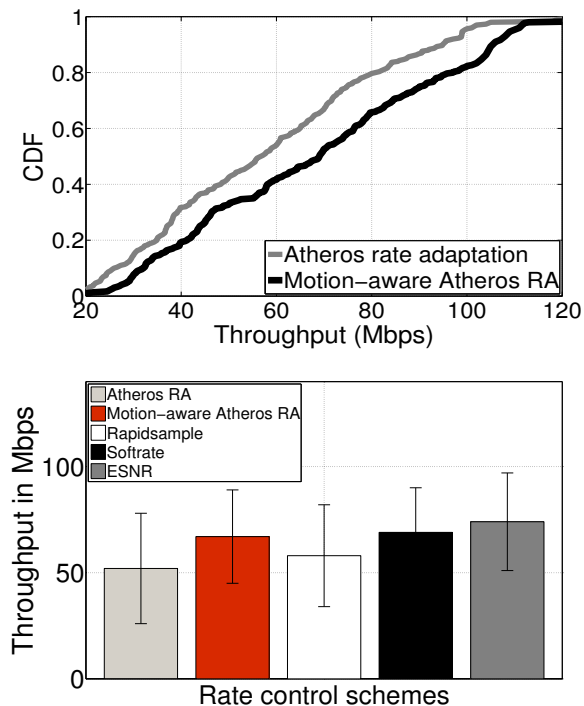 1
0.8
0.6
0.4
0.2
0
CDF
Atheros rate adaptation
Motion-aware Atheros RA
20 40 60 80 100 120
Throughput (Mbps)
Atheros RA
Motion-aware Atheros RA
Rapidsample
Softrate
ESNR
100
50
0
Throughput in Mbps
Rate control schemes